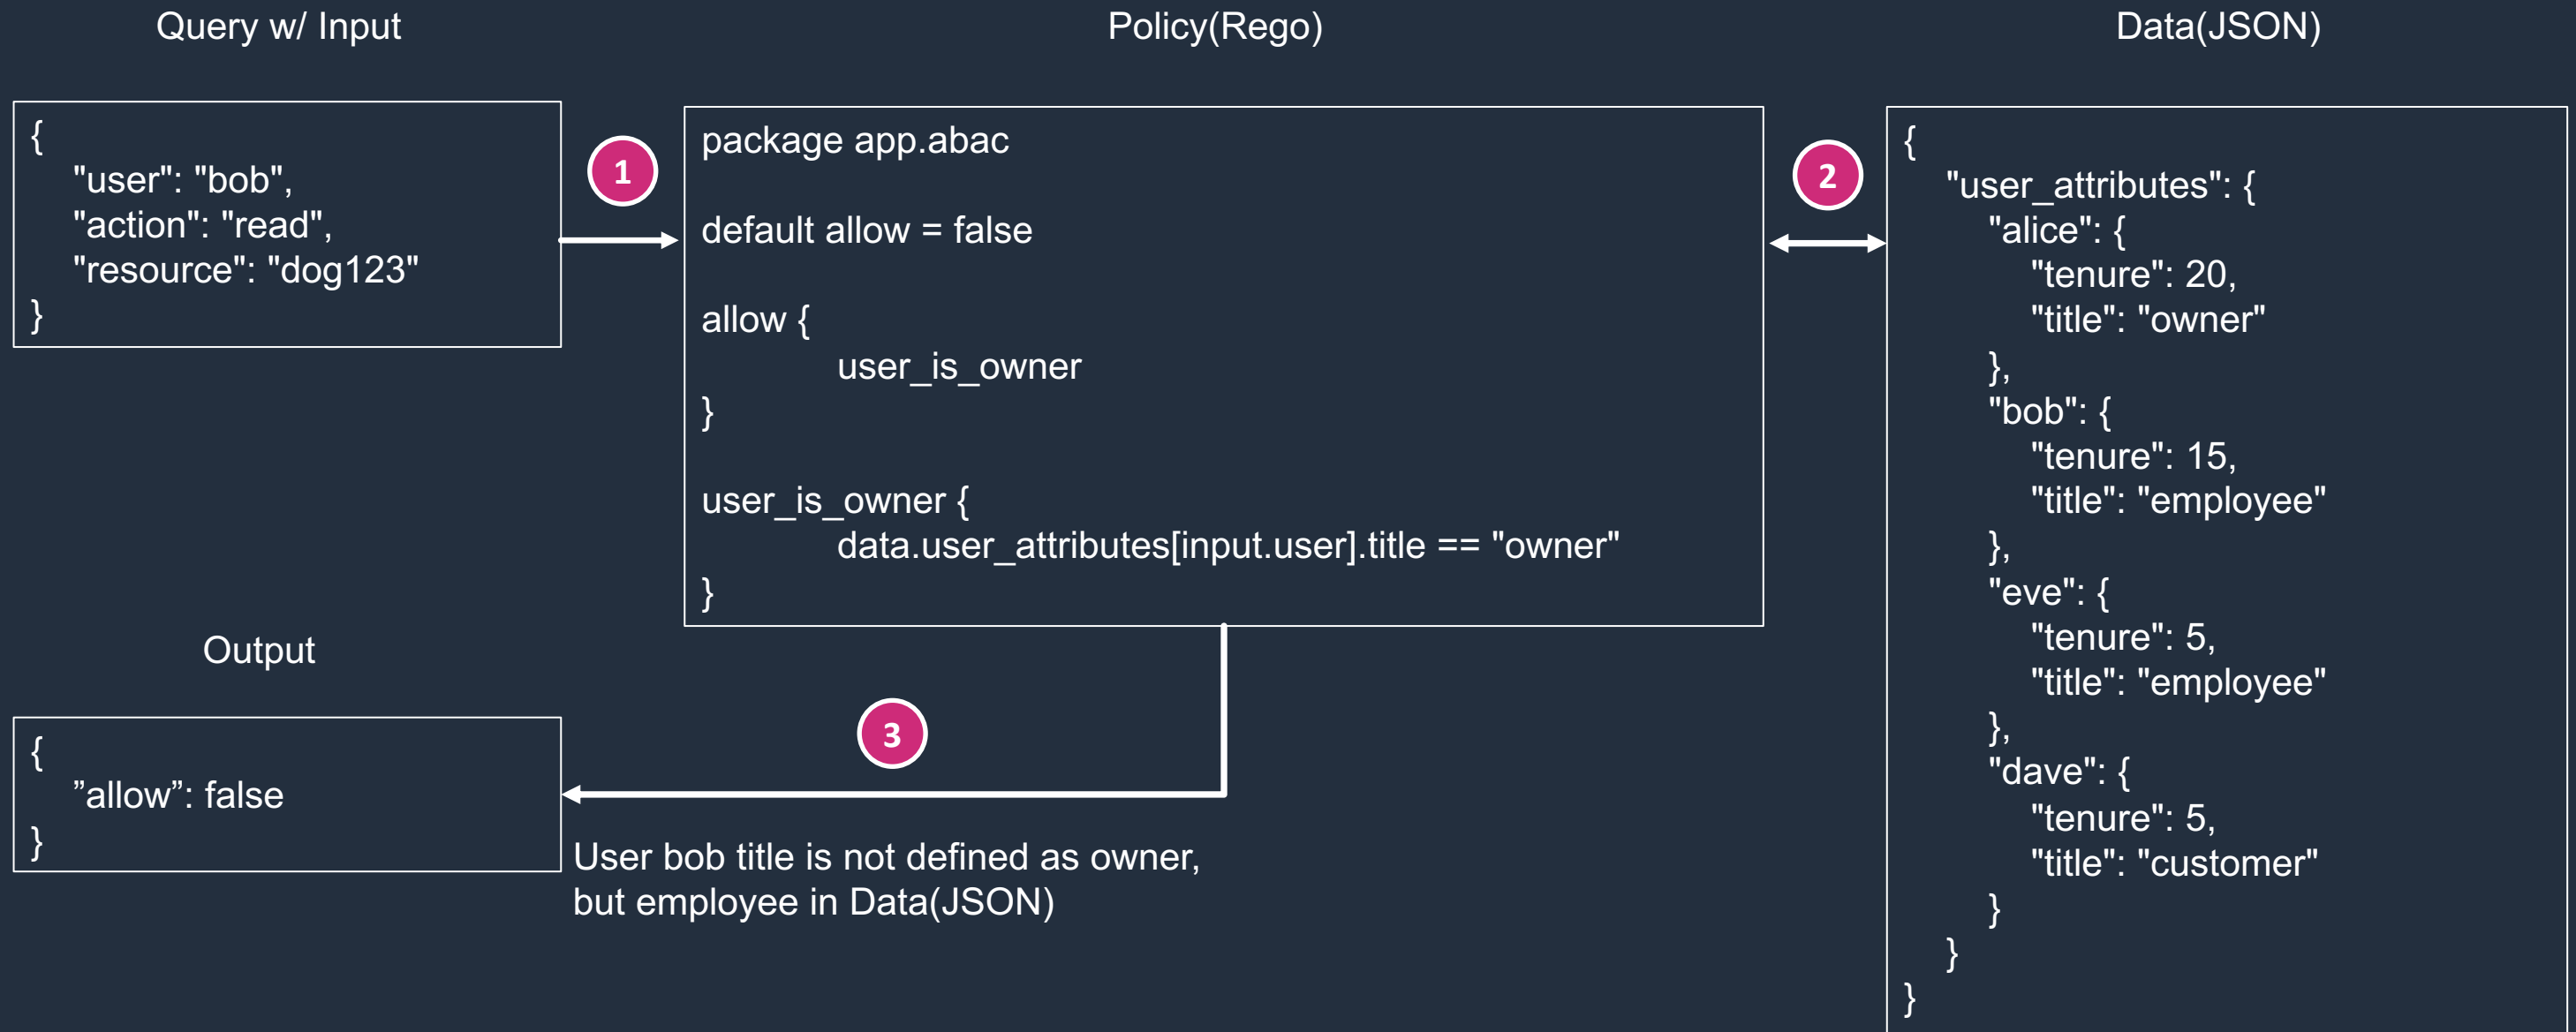 Query w/ Input
{
"user": "bob",
"action": "read",
"resource": "dog123"
}
1
Policy(Rego)
package app.abac
default allow = false
allow {
user_is_owner
}
user_is_owner {
data.user_attributes[input.user].title == "owner"
}
2
Data(JSON)
{
"user_attributes": {
"alice": {
"tenure": 20,
"title": "owner"
},
"bob": {
"tenure": 15,
"title": "employee"
},
"eve": {
"tenure": 5,
"title": "employee"
},
"dave": {
"tenure": 5,
"title": "customer"
}
}
}
3
Output
{
”allow”: false
}
User bob title is not defined as owner,
but employee in Data(JSON)